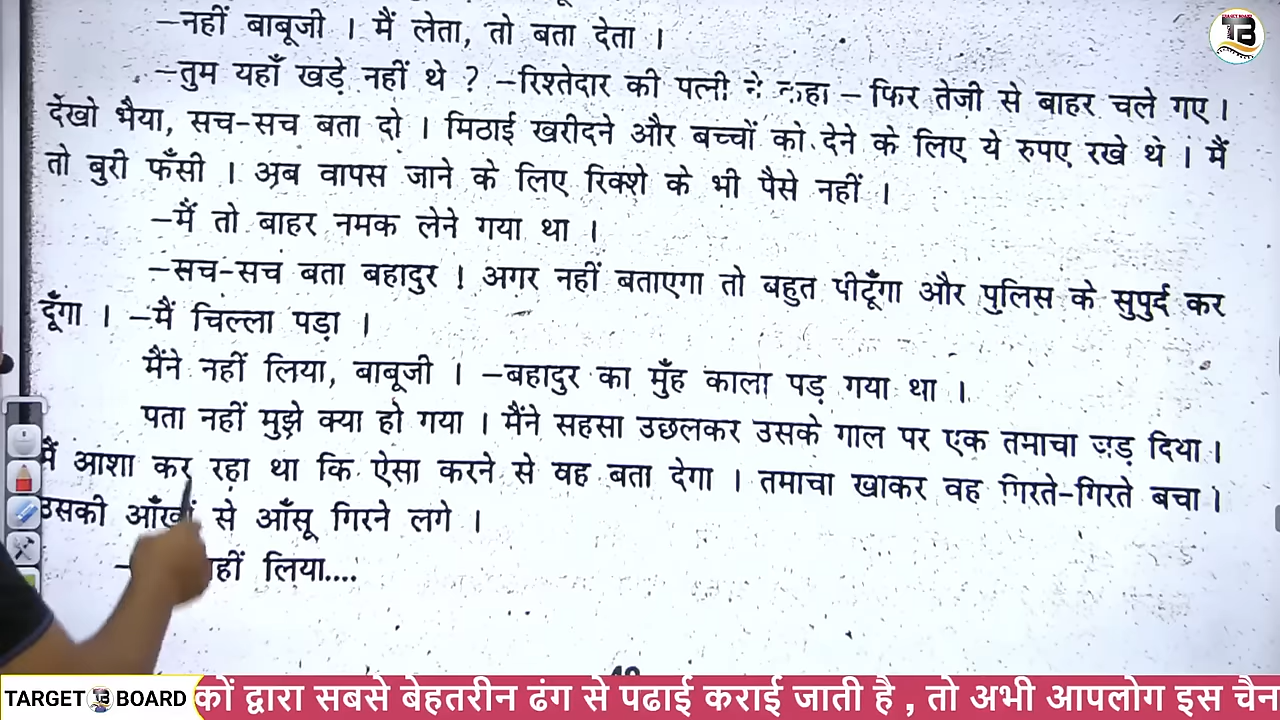 –नहीं बाबूजी । मैं लेता, तो बता देता ।
–तुम यहाँ खड़े नहीं थे ? –रिश्तेदार की पत्नी ने कहा – फिर तेजी से बाहर चले गए ।
देखो भैया, सच-सच बता दो । मिठाई खरीदने और बच्चों को देने के लिए ये रुपए रखे थे । मैं
तो बुरी फँसी । अब वापस जाने के लिए रिक्शे के भी पैसे नहीं ।
–मैं तो बाहर नमक लेने गया था ।
–सच-सच बता बहादुर ! अगर नहीं बताएगा तो बहुत पीटूँगा और पुलिस के सुपुर्द कर
दूँगा । –मैं चिल्ला पड़ा ।
मैंने नहीं लिया, बाबूजी । –बहादुर का मुँह काला पड़ गया था ।
पता नहीं मुझे क्या हो गया । मैंने सहसा उछलकर उसके गाल पर एक तमाचा जड़ दिया ।
मैं आशा कर रहा था कि ऐसा करने से वह बता देगा । तमाचा खाकर वह गिरते-गिरते बचा ।
उसकी आँखों से आँसू गिरने लगे ।
– नहीं लिया....
TARGET BOARD
TB
TARGET BOARD कों द्वारा सबसे बेहतरीन ढंग से पढाई कराई जाती है , तो अभी आपलोग इस चैन